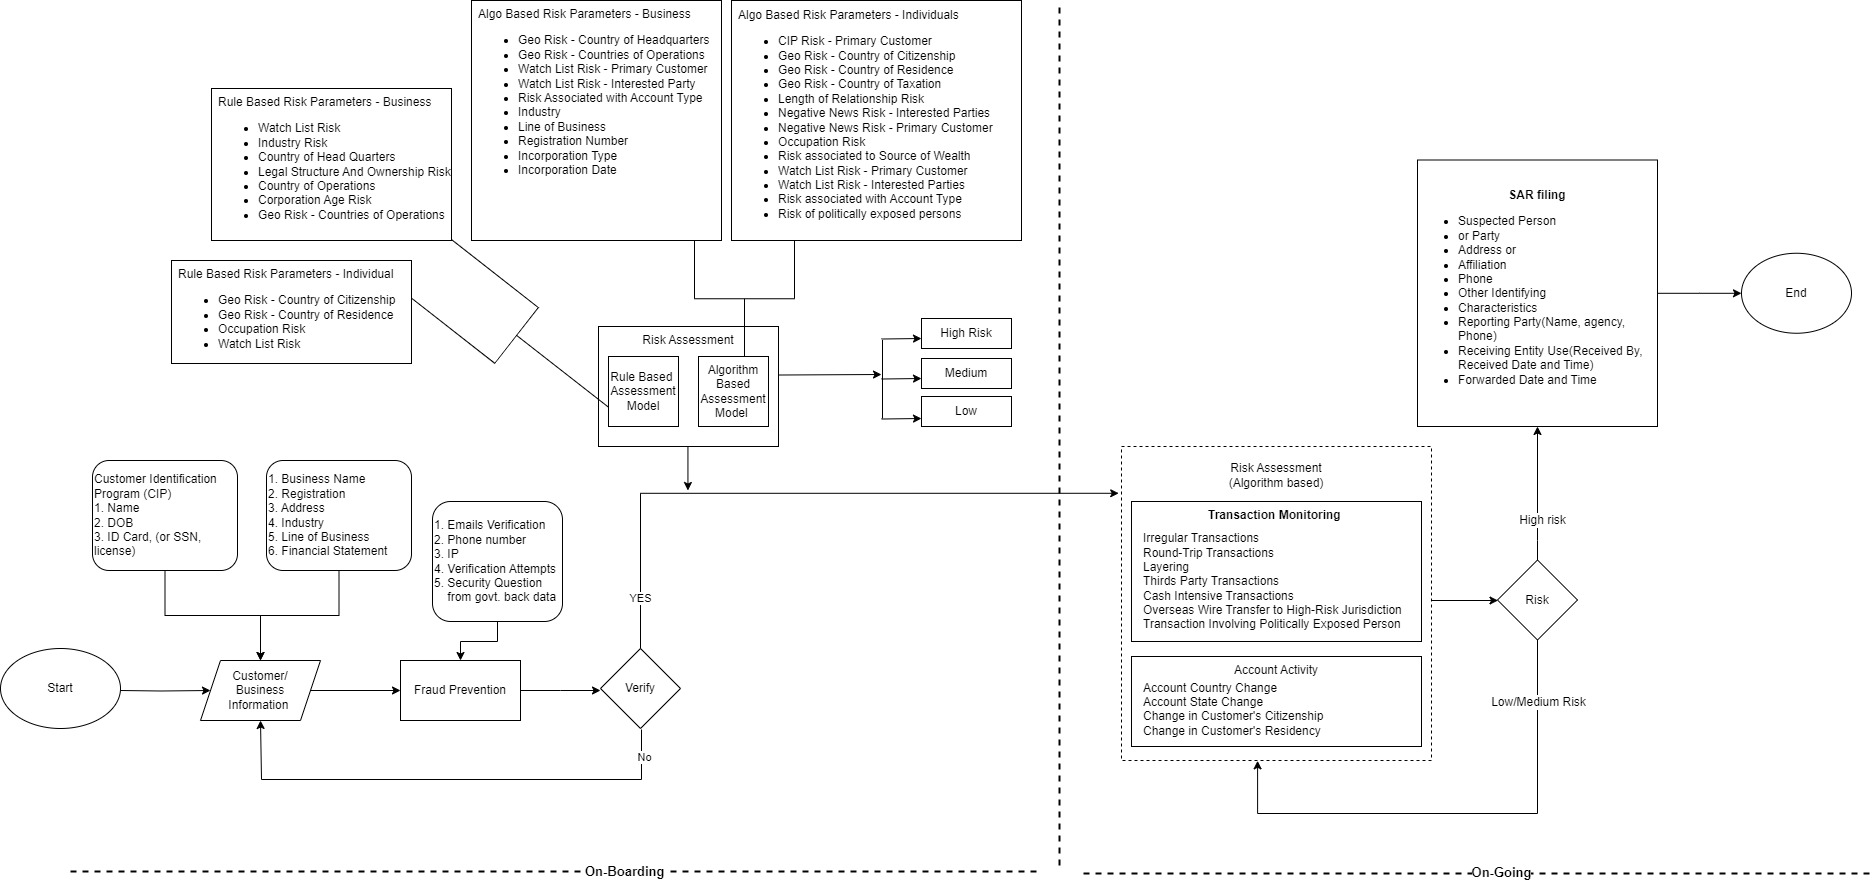 Algo Based Risk Parameters - Business
Geo Risk - Country of Headquarters
Geo Risk - Countries of Operations
Watch List Risk - Primary Customer
Watch List Risk - Interested Party
Risk Associated with Account Type
Industry
Line of Business
Registration Number
Incorporation Type
Incorporation Date
Algo Based Risk Parameters - Individuals
CIP Risk - Primary Customer
Geo Risk - Country of Citizenship
Geo Risk - Country of Residence
Geo Risk - Country of Taxation
Length of Relationship Risk
Negative News Risk - Interested Parties
Negative News Risk - Primary Customer
Occupation Risk
Risk associated to Source of Wealth
Watch List Risk - Primary Customer
Watch List Risk - Interested Parties
Risk associated with Account Type
Risk of politically exposed persons
Rule Based Risk Parameters - Business
Watch List Risk
Industry Risk
Country of Head Quarters
Legal Structure And Ownership Risk
Country of Operations
Corporation Age Risk
Geo Risk - Countries of Operations
Rule Based Risk Parameters - Individual
Geo Risk - Country of Citizenship
Geo Risk - Country of Residence
Occupation Risk
Watch List Risk
Risk Assessment
Rule Based
Assessment
Model
Algorithm
Based
Assessment
Model
High Risk
Medium
Low
Customer Identification
Program (CIP)
1. Name
2. DOB
3. ID Card, (or SSN,
license)
1. Business Name
2. Registration
3. Address
4. Industry
5. Line of Business
6. Financial Statement
1. Emails Verification
2. Phone number
3. IP
4. Verification Attempts
5. Security Question
from govt. back data
Start
Customer/
Business
Information
Fraud Prevention
Verify
YES
No
On-Boarding
Risk Assessment
(Algorithm based)
Transaction Monitoring
Irregular Transactions
Round-Trip Transactions
Layering
Thirds Party Transactions
Cash Intensive Transactions
Overseas Wire Transfer to High-Risk Jurisdiction
Transaction Involving Politically Exposed Person
Account Activity
Account Country Change
Account State Change
Change in Customer's Citizenship
Change in Customer's Residency
Risk
High risk
Low/Medium Risk
SAR filing
Suspected Person
or Party
Address or
Affiliation
Phone
Other Identifying
Characteristics
Reporting Party(Name, agency,
Phone)
Receiving Entity Use(Received By,
Received Date and Time)
Forwarded Date and Time
End
On-Going